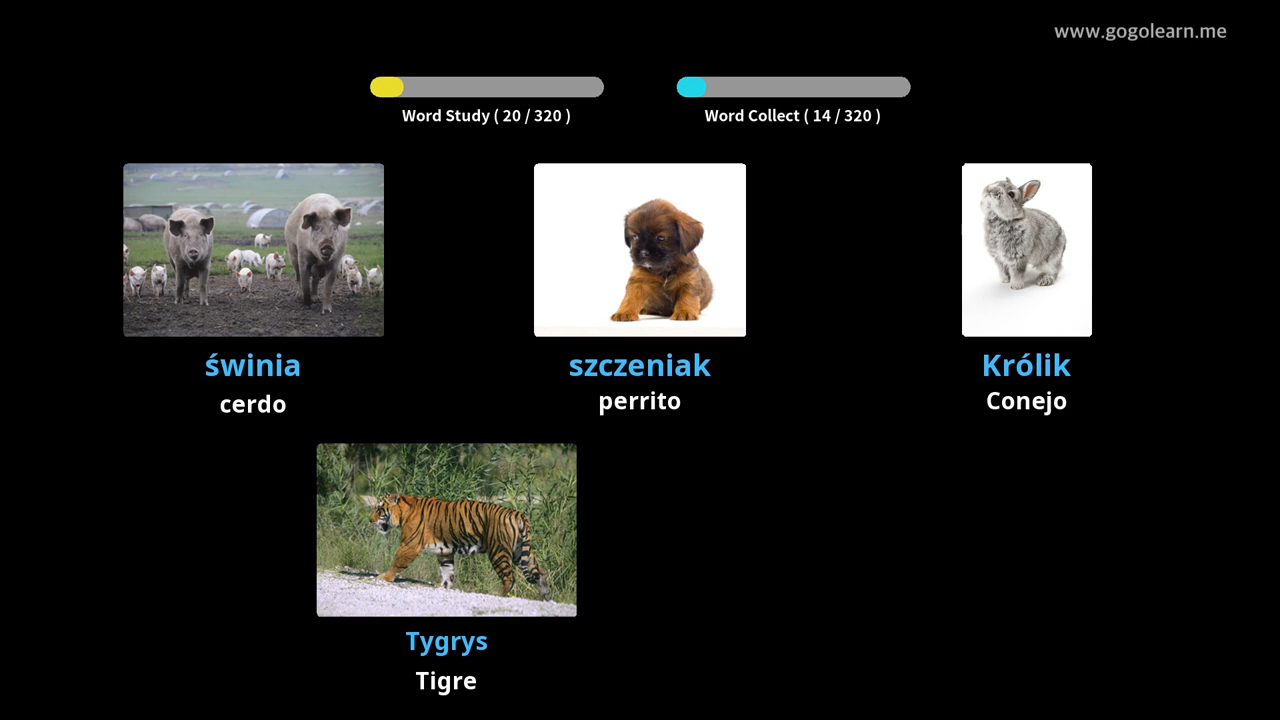 www.gogolearn.me
Word Study ( 20 / 320 )
Word Collect ( 14 / 320 )
świnia
cerdo
szczeniak
perrito
Królik
Conejo
Tygrys
Tigre